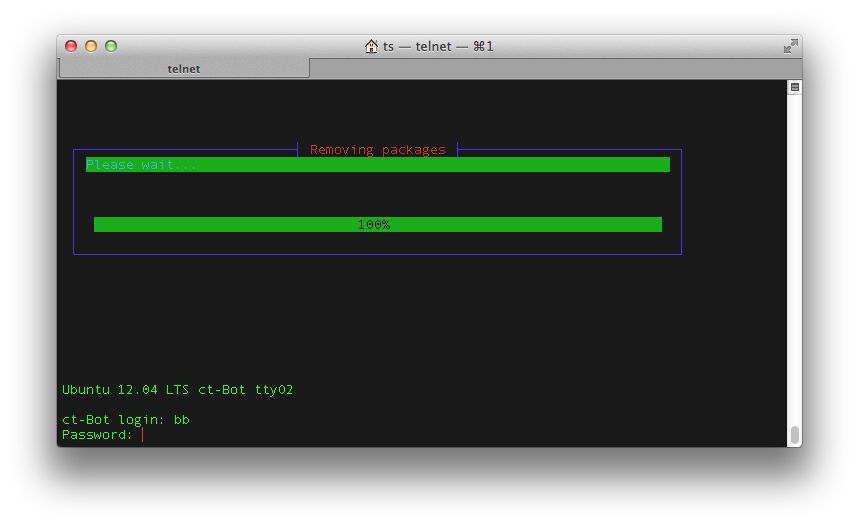 ts — telnet — ⌘1
telnet
Removing packages
Please wait...
100%
Ubuntu 12.04 LTS ct-Bot ttyO2
ct-Bot login: bb
Password: